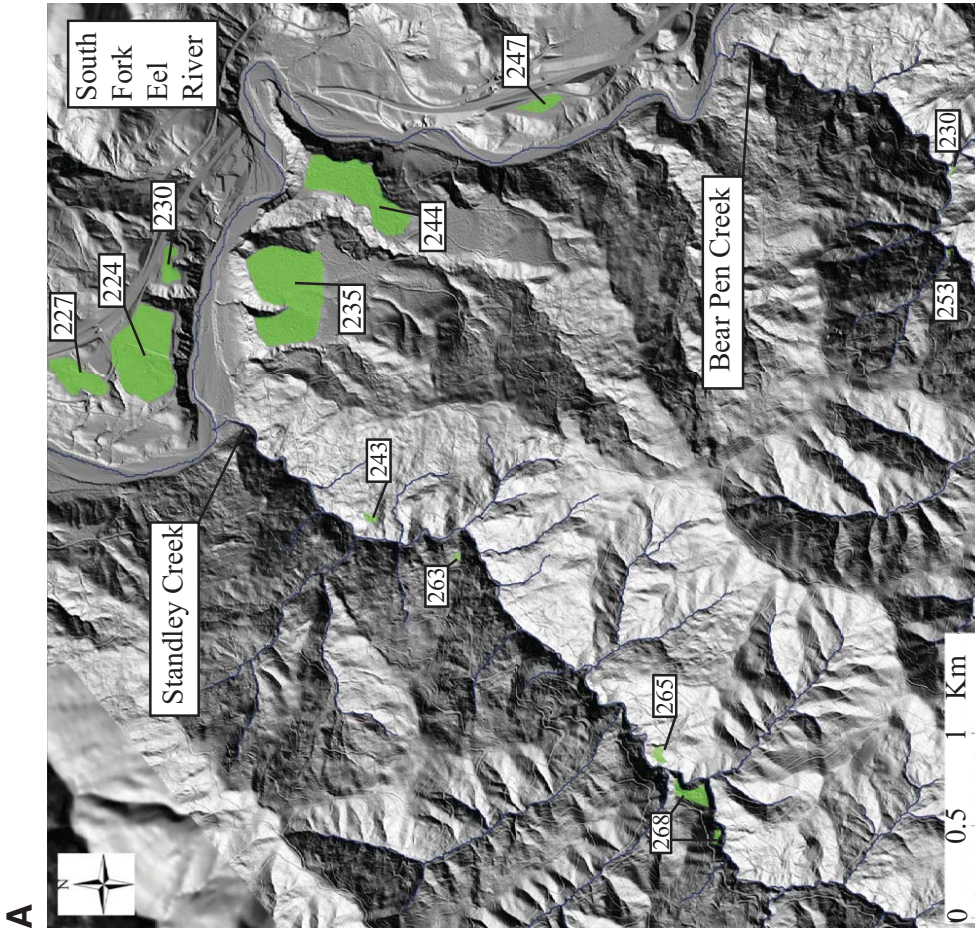 A
N
South
Fork
Eel
River
227
224
230
247
244
235
Standley Creek
243
263
Bear Pen Creek
230
253
265
268
0 0.5 1 Km